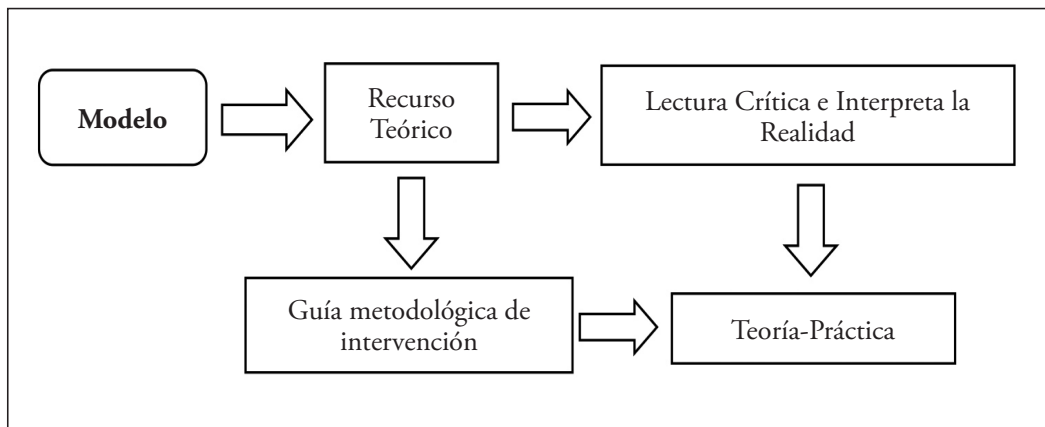 Modelo
Recurso
Teórico
Lectura Crítica e Interpreta la
Realidad
Guía metodológica de
intervención
Teoría-Práctica